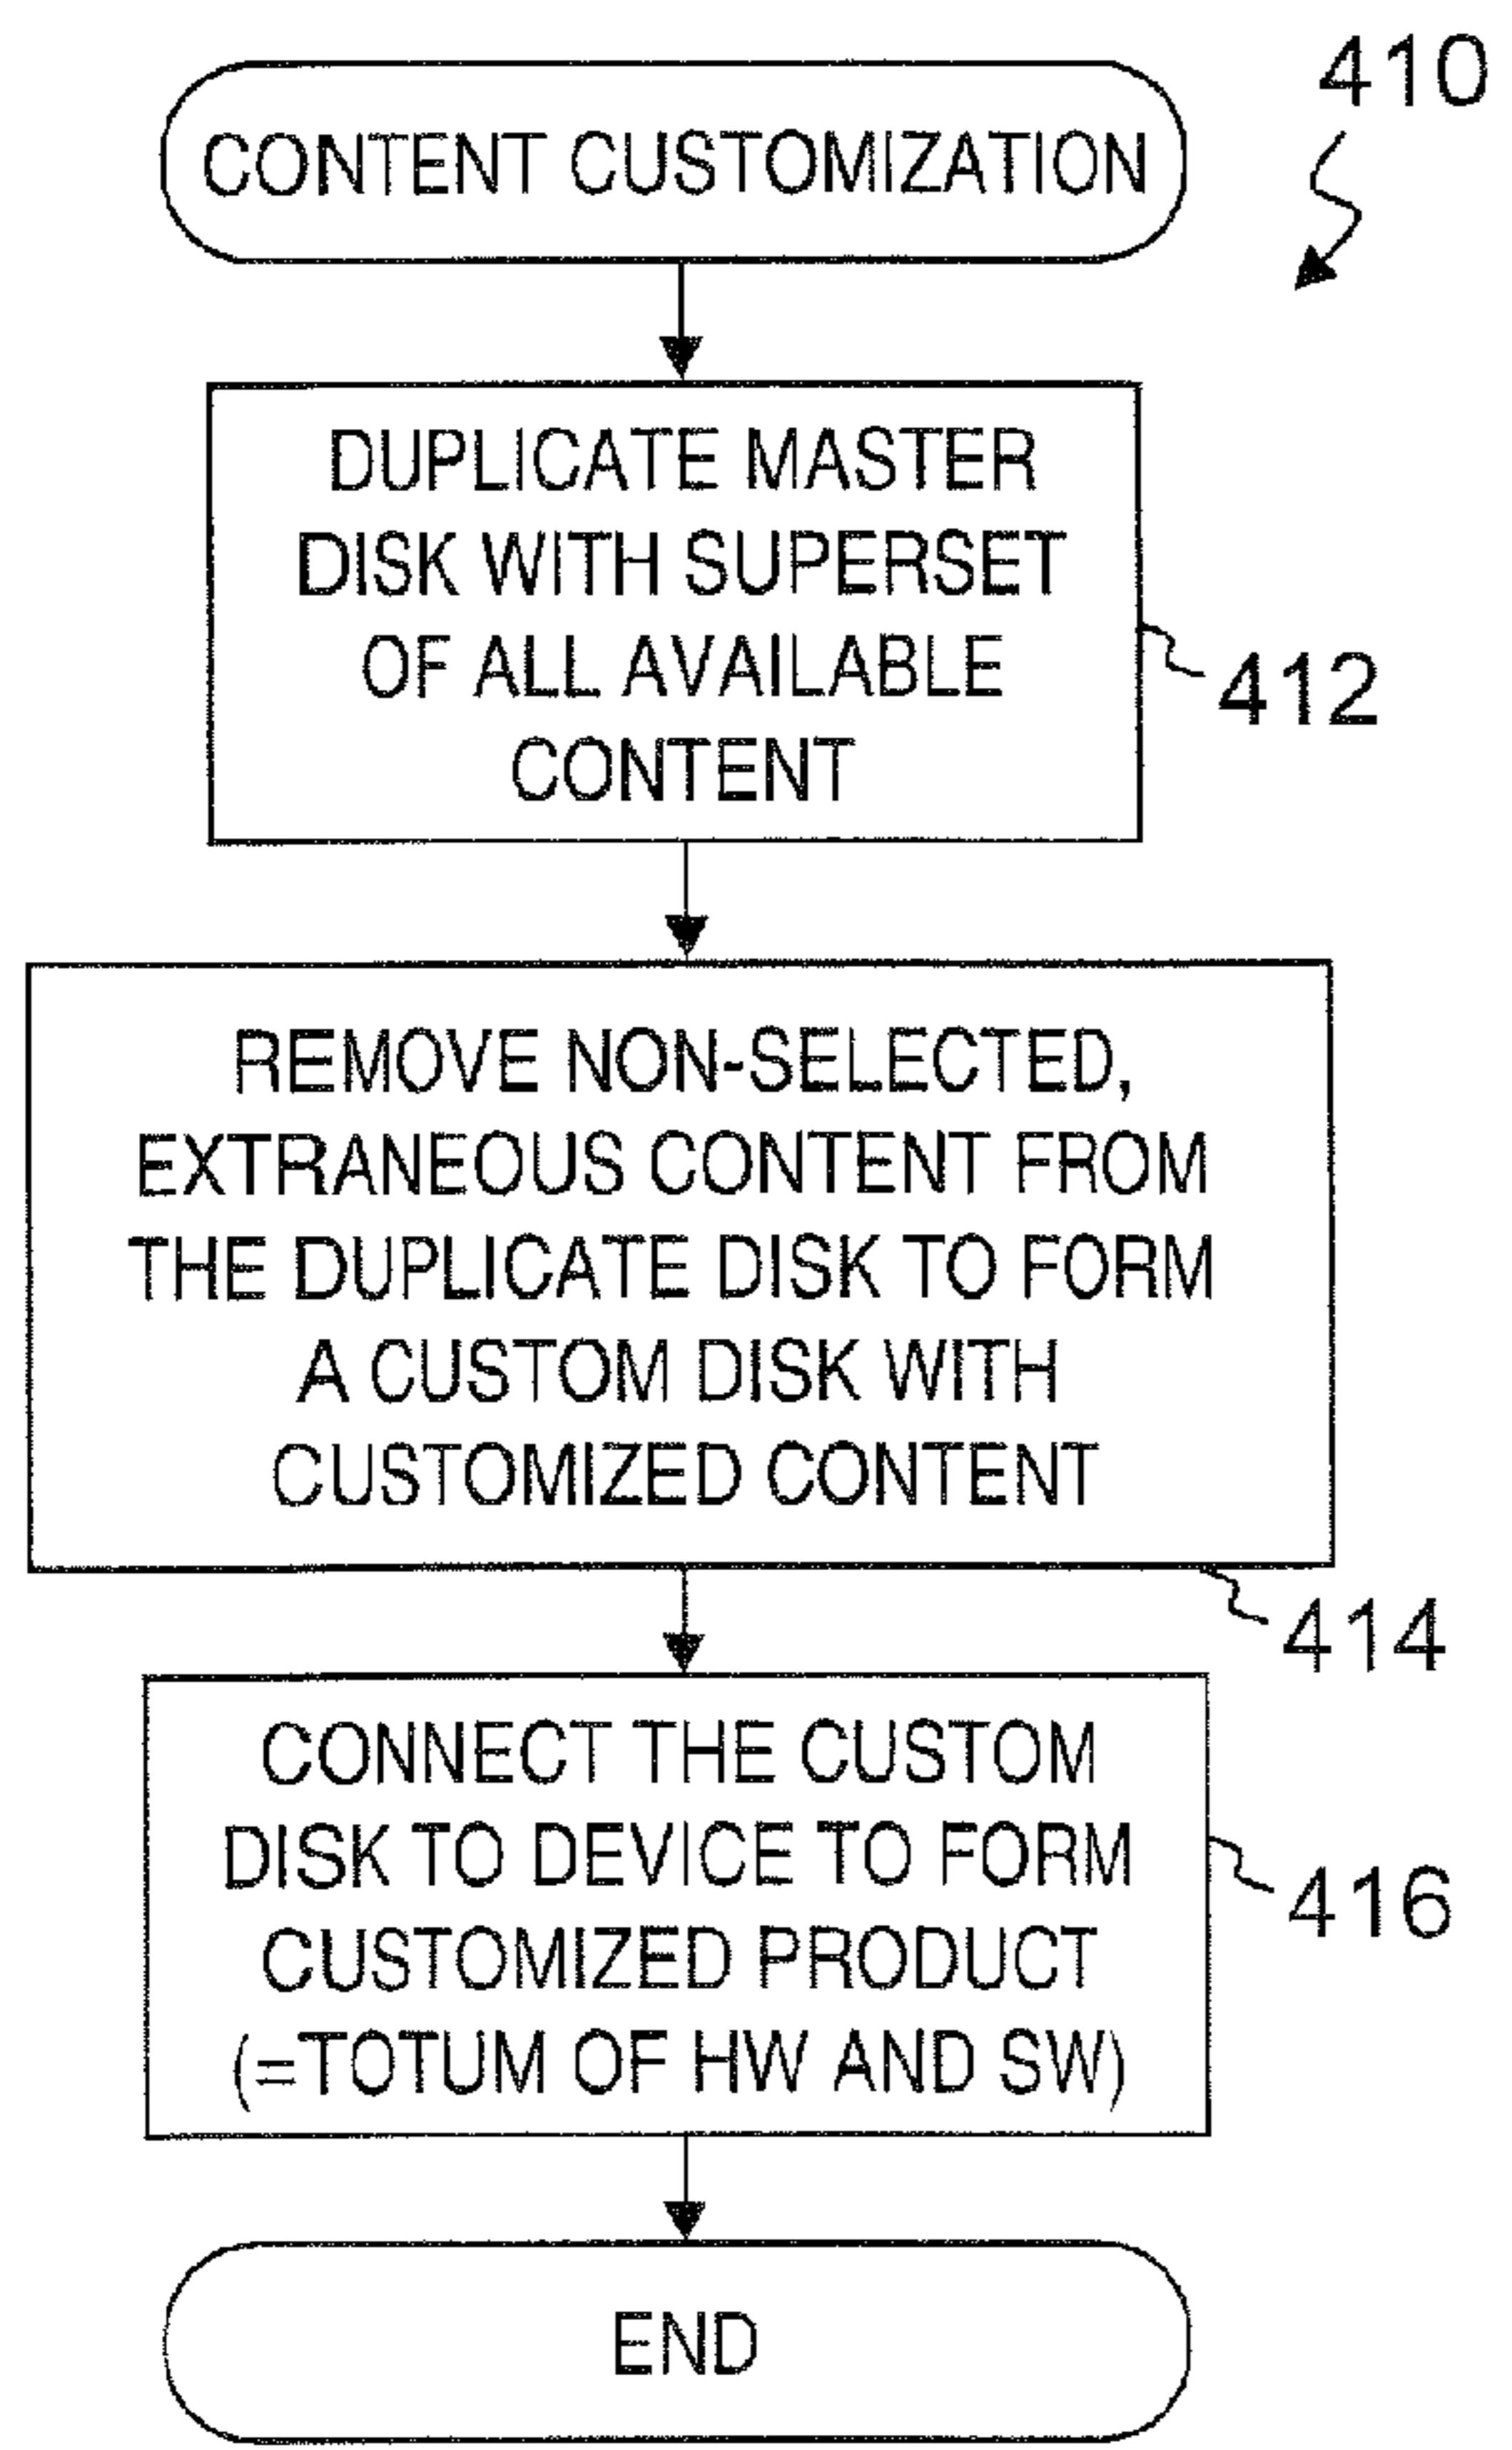 410
CONTENT CUSTOMIZATION
DUPLICATE MASTER
DISK WITH SUPERSET
OF ALL AVAILABLE
CONTENT
412
REMOVE NON-SELECTED,
EXTRANEOUS CONTENT FROM
THE DUPLICATE DISK TO FORM
A CUSTOM DISK WITH
CUSTOMIZED CONTENT
414
CONNECT THE CUSTOM
DISK TO DEVICE TO FORM
CUSTOMIZED PRODUCT
(=TOTUM OF HW AND SW)
416
END